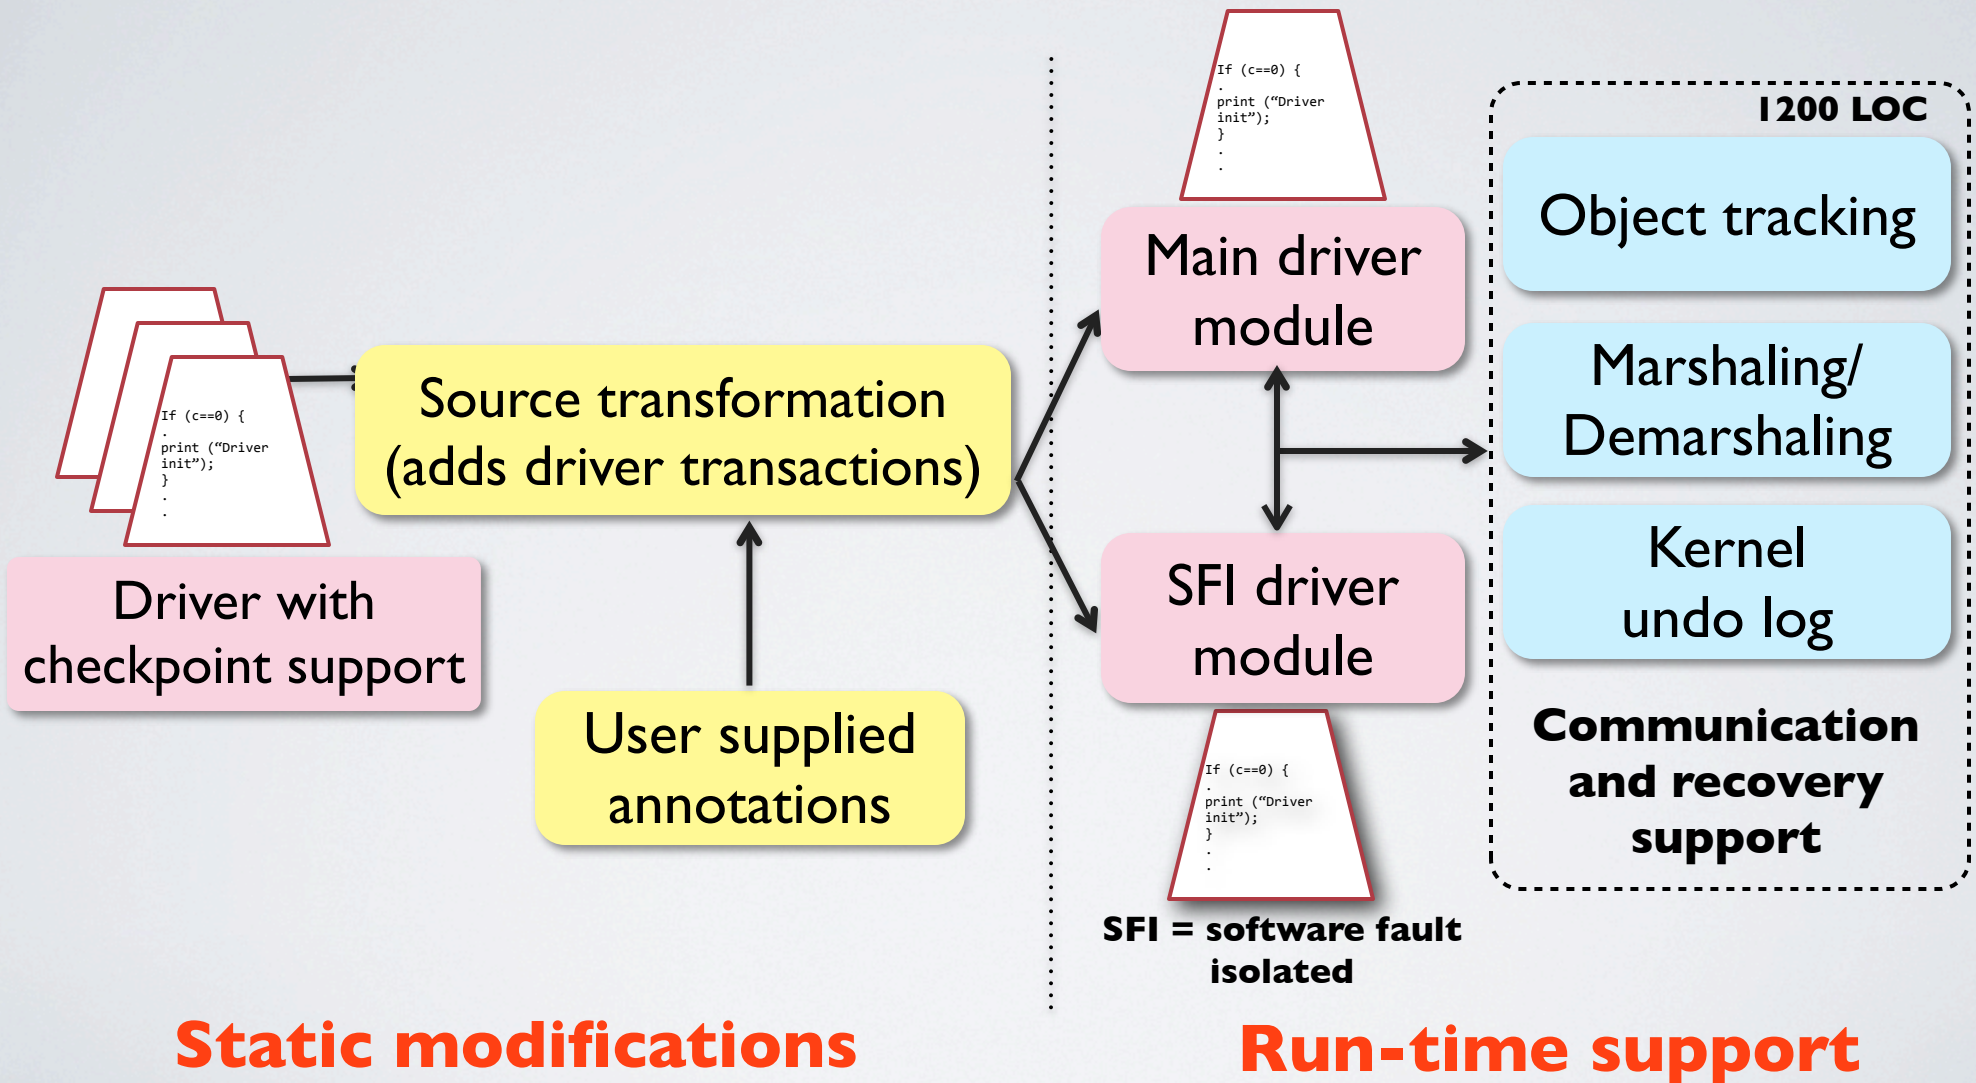 If (c==0) {
.
print (“Driver
init”);
}
.
.
Driver with
checkpoint support
Source transformation
(adds driver transactions)
User supplied
annotations
Static modifications
If (c==0) {
.
print (“Driver
init”);
}
.
.
Main driver
module
SFI driver
module
If (c==0) {
.
print (“Driver
init”);
}
.
.
SFI = software fault
isolated
1200 LOC
Object tracking
Marshaling/
Demarshaling
Kernel
undo log
Communication
and recovery
support
Run-time support